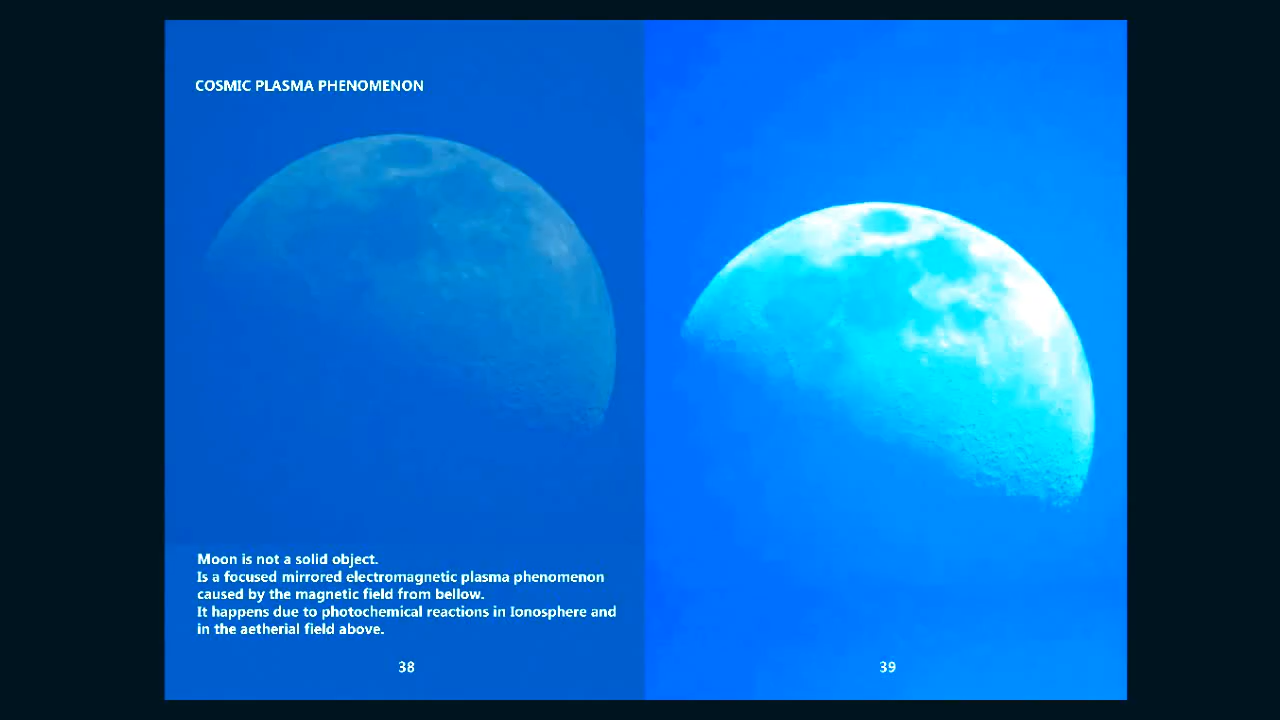 COSMIC PLASMA PHENOMENON
Moon is not a solid object.
Is a focused mirrored electromagnetic plasma phenomenon
caused by the magnetic field from bellow.
It happens due to photochemical reactions in Ionosphere and
in the aetherial field above.
38
39